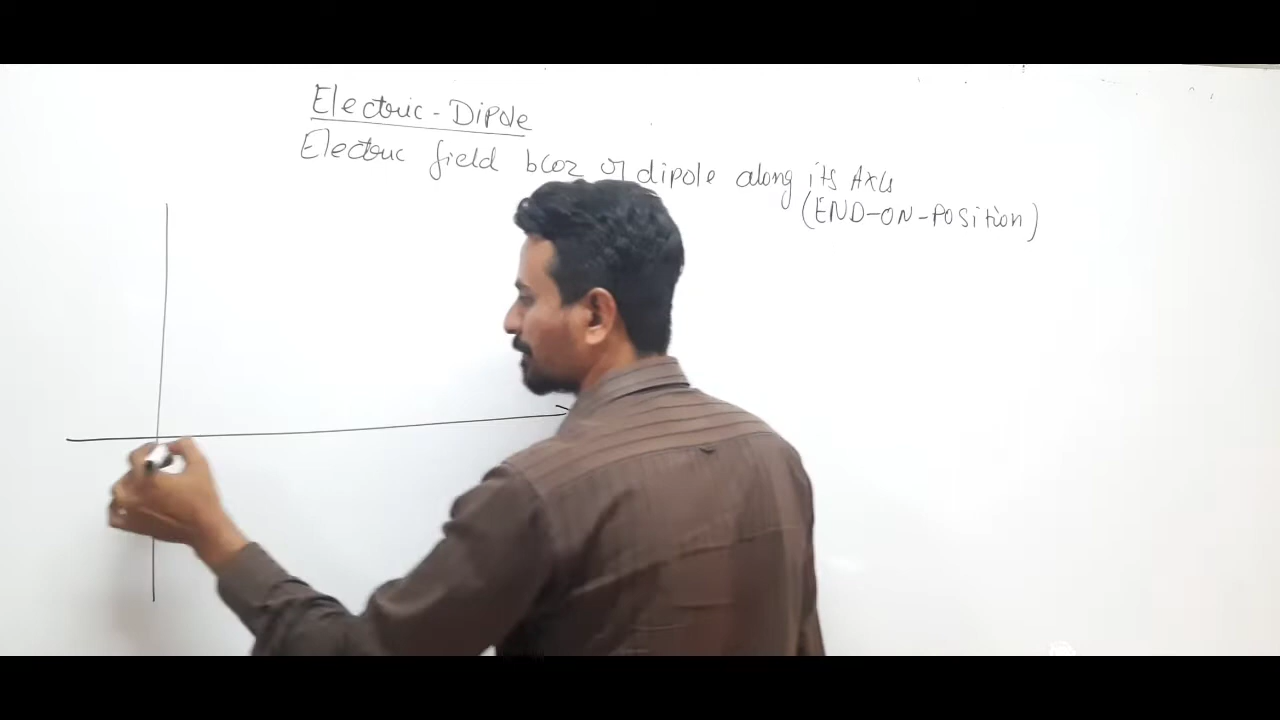 Electric - Dipole
Electric field bcoz of dipole along its Axis
(END-ON-POSition)